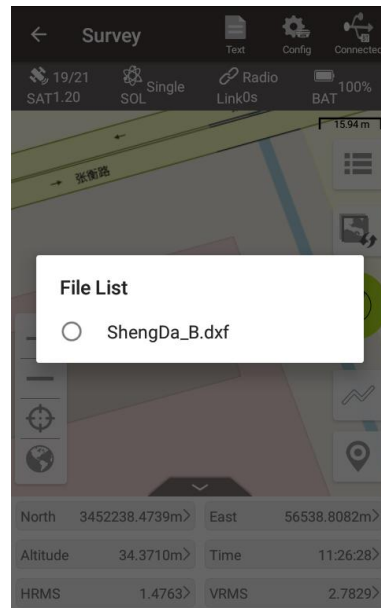 Survey
Text
Config
Connected
19/21
SAT1.20
Single
SOL
Radio
Link0s
100%
BAT
15.94 m
张衡路
File List
ShengDa_B.dxf
North 3452238.4739m
East 56538.8082m
Altitude 34.3710m
Time 11:26:28
HRMS 1.4763
VRMS 2.7829